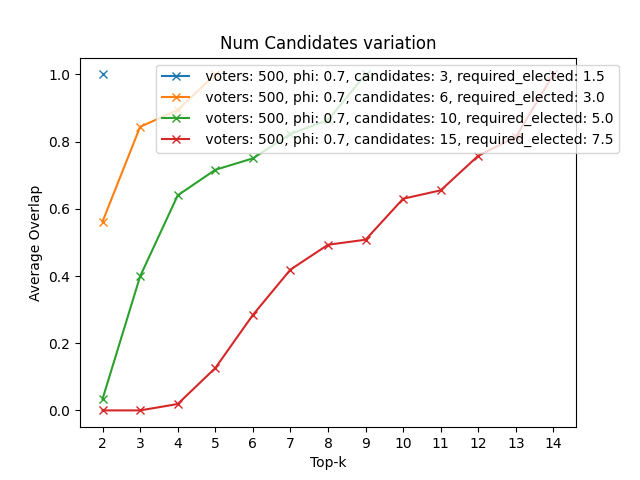 Num Candidates variation
voters: 500, phi: 0.7, candidates: 3, required_elected: 1.5
voters: 500, phi: 0.7, candidates: 6, required_elected: 3.0
voters: 500, phi: 0.7, candidates: 10, required_elected: 5.0
voters: 500, phi: 0.7, candidates: 15, required_elected: 7.5
Average Overlap
1.0
0.8
0.6
0.4
0.2
0.0
2 3 4 5 6 7 8 9 10 11 12 13 14
Top-k